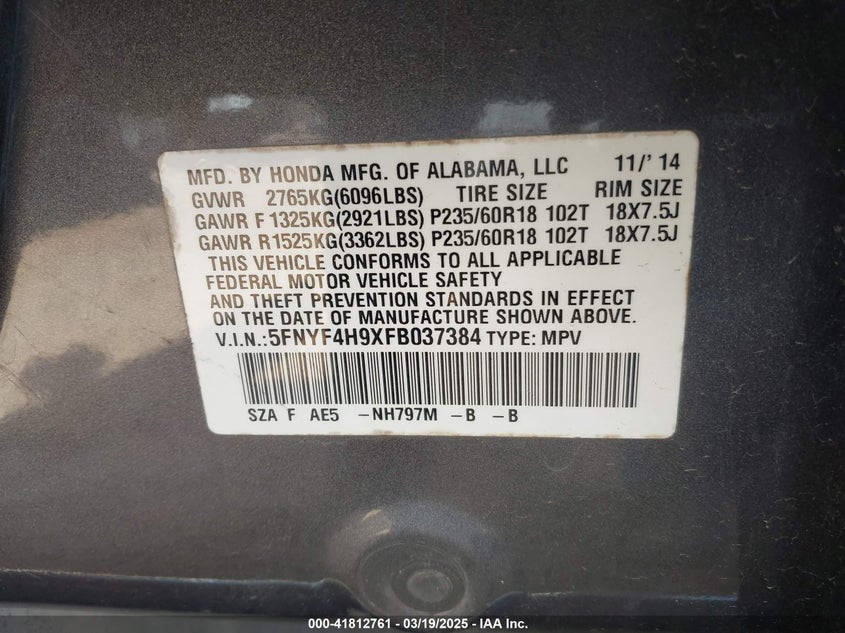 MFD. BY HONDA MFG. OF ALABAMA, LLC 11/' 14
GVWR 2765KG(6096LBS) TIRE SIZE RIM SIZE
GAWR F 1325KG(2921LBS) P235/60R18 102T 18X7.5J
GAWR R1525KG(3362LBS) P235/60R18 102T 18X7.5J
THIS VEHICLE CONFORMS TO ALL APPLICABLE
FEDERAL MOTOR VEHICLE SAFETY
AND THEFT PREVENTION STANDARDS IN EFFECT
ON THE DATE OF MANUFACTURE SHOWN ABOVE.
V.I.N.:5FNYF4H9XFB037384 TYPE: MPV
SZA F AE5 -NH797M -B -B
000-41812761 - 03/19/2025 - IAA Inc.